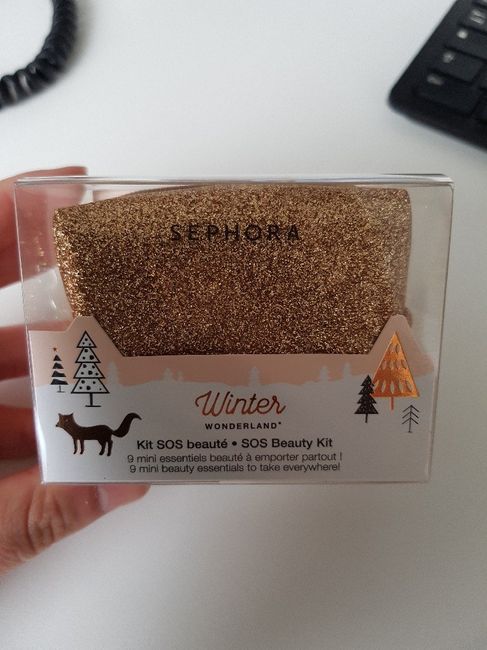 SEPHORA
Winter
WONDERLAND*
Kit SOS beauté • SOS Beauty Kit
9 mini essentiels beauté à emporter partout !
9 mini beauty essentials to take everywhere!